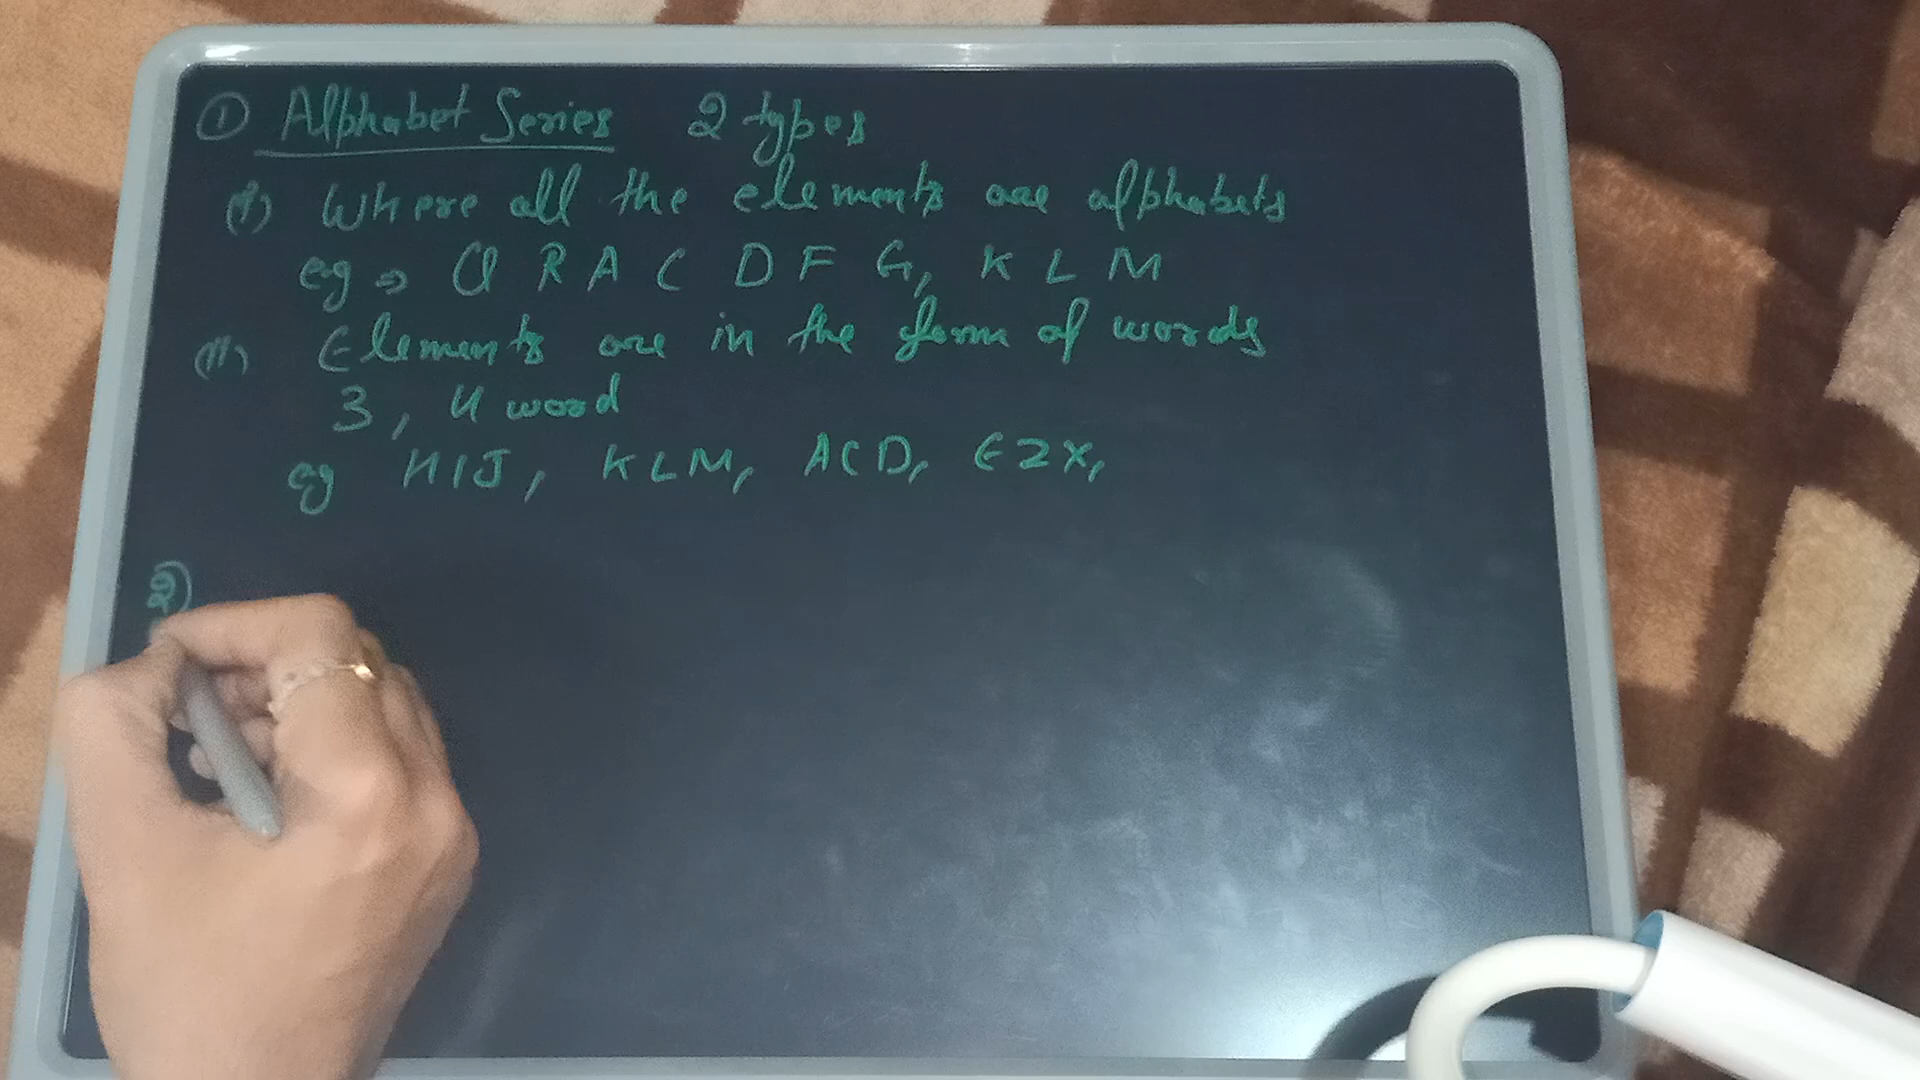 ① Alphabet Series 2 types
(i) Where all the elements are alphabets
eg → Q R A C D F G, K L M
(ii) Elements are in the form of words
3, 4 word
eg HIJ, KLM, ACD, EZX,
2)